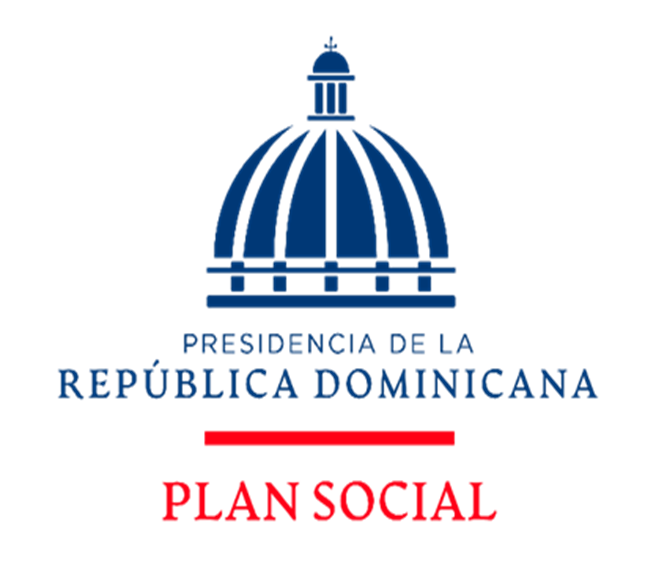 PRESIDENCIA DE LA
REPÚBLICA DOMINICANA
PLAN SOCIAL